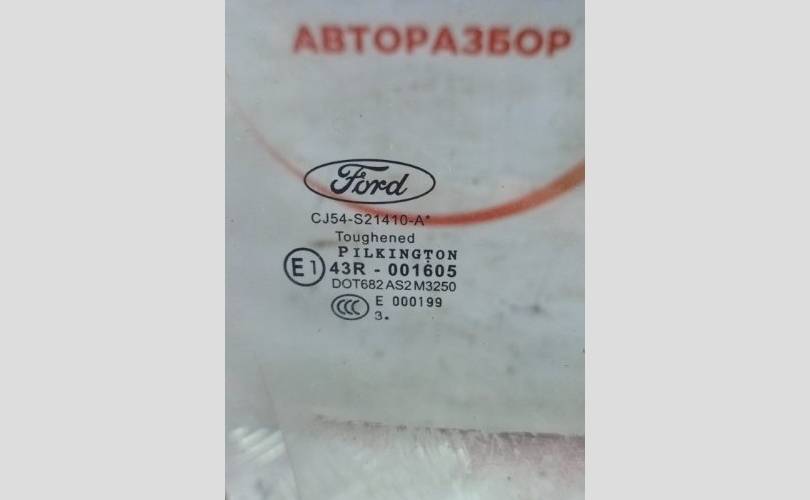 АВТОРАЗБОР
Ford
CJ54-S21410-A*
Toughened
PILKINGTON
E1 43R - 001605
DOT682 AS2 M3250
CCC E 000199
3.